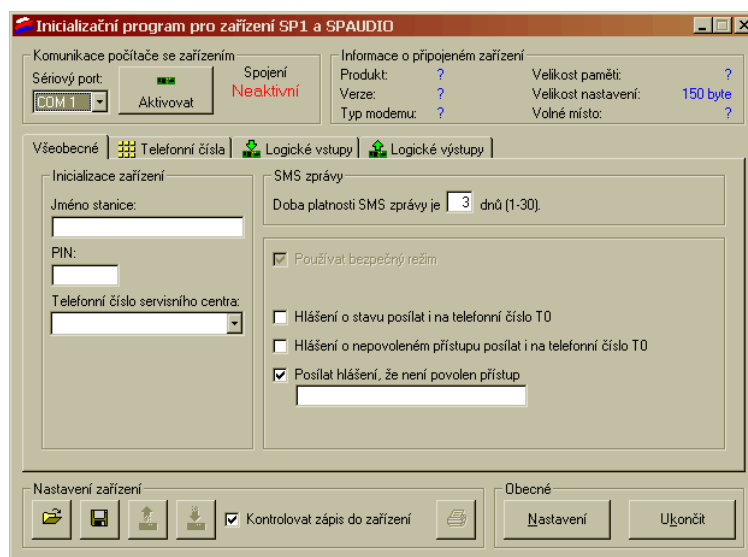 Inicializační program pro zařízení SP1 a SPAUDIO
Komunikace počítače se zařízením
Sériový port:
COM 1
Aktivovat
Spojení
Neaktivní
Informace o připojeném zařízení
Produkt: ?
Verze: ?
Typ modemu: ?
Velikost paměti: ?
Velikost nastavení: 150 byte
Volné místo: ?
Všeobecné
Telefonní čísla
Logické vstupy
Logické výstupy
Inicializace zařízení
Jméno stanice:
PIN:
Telefonní číslo servisního centra:
SMS zprávy
Doba platnosti SMS zprávy je 3 dnů (1-30).
Používat bezpečný režim
Hlášení o stavu posílat i na telefonní číslo T0
Hlášení o nepovoleném přístupu posílat i na telefonní číslo T0
Posílat hlášení, že není povolen přístup
Nastavení zařízení
Kontrolovat zápis do zařízení
Obecné
Nastavení
Ukončit